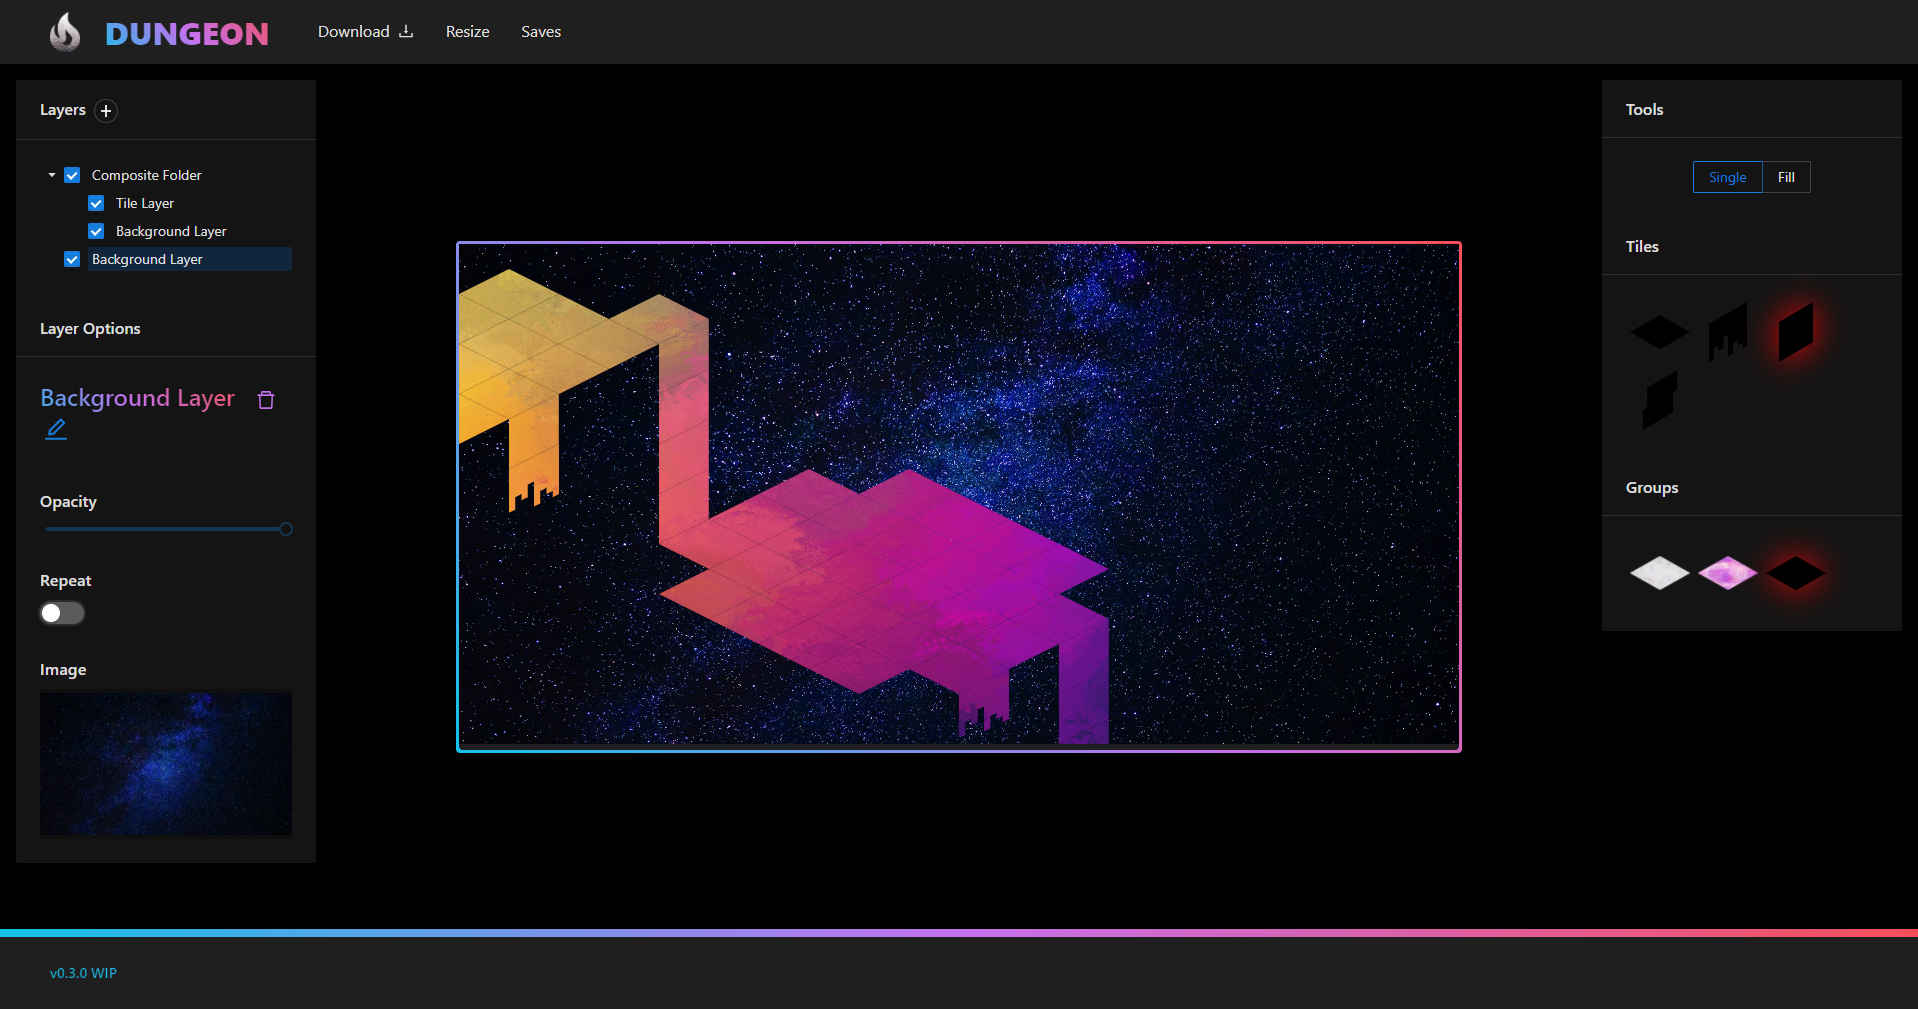 DUNGEON
Download
Resize
Saves
Layers
Composite Folder
Tile Layer
Background Layer
Background Layer
Layer Options
Background Layer
Opacity
Repeat
Image
Tools
Single
Fill
Tiles
Groups
v0.3.0 WIP